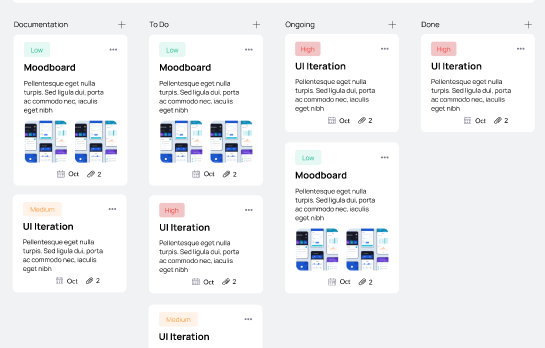 Documentation
Low
Moodboard
Pellentesque eget nulla
turpis. Sed ligula dui, porta
ac commodo nec, iaculis
eget nibh
Oct 2
Medium
UI Iteration
Pellentesque eget nulla
turpis. Sed ligula dui, porta
ac commodo nec, iaculis
eget nibh
Oct 2
To Do
Low
Moodboard
Pellentesque eget nulla
turpis. Sed ligula dui, porta
ac commodo nec, iaculis
eget nibh
Oct 2
High
UI Iteration
Pellentesque eget nulla
turpis. Sed ligula dui, porta
ac commodo nec, iaculis
eget nibh
Oct 2
Medium
UI Iteration
Ongoing
High
UI Iteration
Pellentesque eget nulla
turpis. Sed ligula dui, porta
ac commodo nec, iaculis
eget nibh
Oct 2
Low
Moodboard
Pellentesque eget nulla
turpis. Sed ligula dui, porta
ac commodo nec, iaculis
eget nibh
Oct 2
Done
High
UI Iteration
Pellentesque eget nulla
turpis. Sed ligula dui, porta
ac commodo nec, iaculis
eget nibh
Oct 2